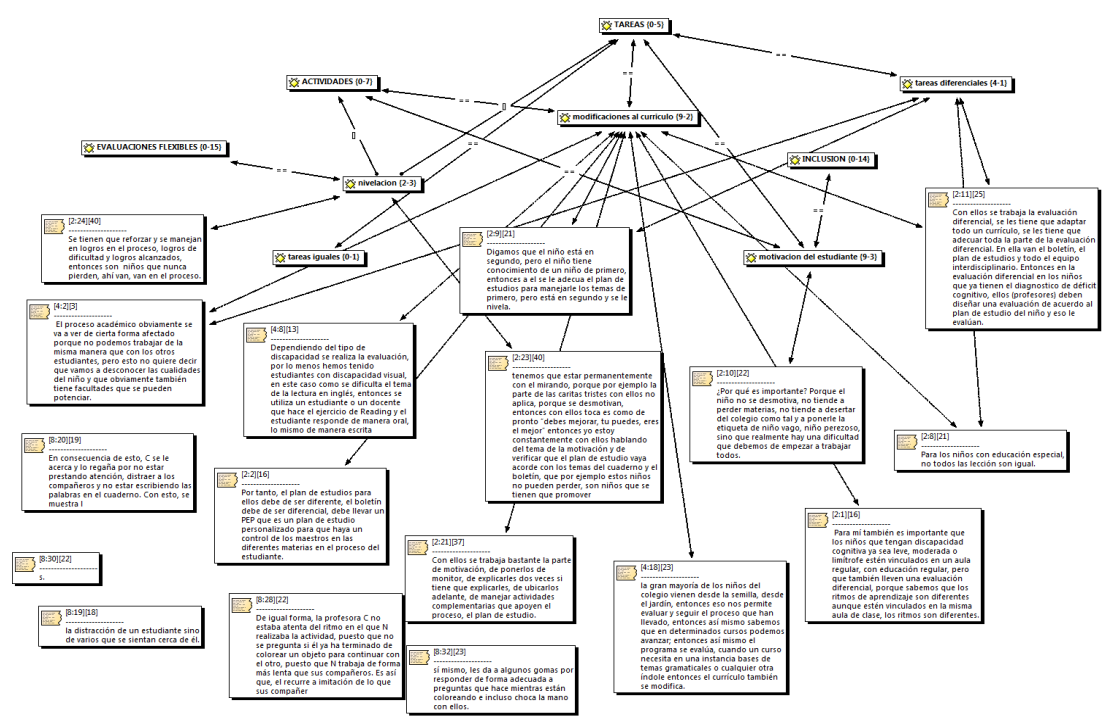 TAREAS {0-5}
==
ACTIVIDADES {0-7}
tareas diferenciales {4-1}
==
==
[]
modificaciones al curriculo {9-2}
[]
==
==
EVALUACIONES FLEXIBLES {0-15}
INCLUSION {0-14}
==
==
nivelacion {2-3}
==
[2:24][40]
--------------------
Se tienen que reforzar y se manejan
en logros en el proceso, logros de
dificultad y logros alcanzados,
entonces son niños que nunca
pierden, ahí van, van en el proceso.
tareas iguales {0-1}
[2:9][21]
--------------------
Digamos que el niño está en
segundo, pero el niño tiene
conocimiento de un niño de primero,
entonces a el se le adecua el plan de
estudios para manejarle los temas de
primero, pero está en segundo y se le
nivela.
motivacion del estudiante {9-3}
[2:11][25]
--------------------
Con ellos se trabaja la evaluación
diferencial, se les tiene que adaptar
todo un currículo, se les tiene que
adecuar toda la parte de la evaluación
diferencial. En ella van el boletín, el
plan de estudios y todo el equipo
interdisciplinario. Entonces en la
evaluación diferencial en los niños
que ya tienen el diagnostico de déficit
cognitivo, ellos (profesores) deben
diseñar una evaluación de acuerdo al
plan de estudio del niño y eso le
evalúan.
[4:2][3]
--------------------
El proceso académico obviamente se
va a ver de cierta forma afectado
porque no podemos trabajar de la
misma manera que con los otros
estudiantes, pero esto no quiere decir
que vamos a desconocer las cualidades
del niño y que obviamente también
tiene facultades que se pueden
potenciar.
[4:8][13]
--------------------
Dependiendo del tipo de
discapacidad se realiza la evaluación,
por lo menos hemos tenido
estudiantes con discapacidad visual,
en este caso como se dificulta el tema
de la lectura en inglés, entonces se
utiliza un estudiante o un docente
que hace el ejercicio de Reading y el
estudiante responde de manera oral,
lo mismo de manera escrita
[2:23][40]
--------------------
tenemos que estar permanentemente
con el mirando, porque por ejemplo la
parte de las caritas tristes con ellos no
aplica, porque se desmotivan,
entonces con ellos toca es como de
pronto ¨debes mejorar, tu puedes, eres
el mejor¨ entonces yo estoy
constantemente con ellos hablando
del tema de la motivación y de
verificar que el plan de estudio vaya
acorde con los temas del cuaderno y el
boletín, que por ejemplo estos niños
no pueden perder, son niños que se
tienen que promover
[2:10][22]
--------------------
¿Por qué es importante? Porque el
niño no se desmotiva, no tiende a
perder materias, no tiende a desertar
del colegio como tal y a ponerle la
etiqueta de niño vago, niño perezoso,
sino que realmente hay una dificultad
que debemos de empezar a trabajar
todos.
[2:8][21]
--------------------
Para los niños con educación especial,
no todos las lección son igual.
[8:20][19]
--------------------
En consecuencia de esto, C se le
acerca y lo regaña por no estar
prestando atención, distraer a los
compañeros y no estar escribiendo las
palabras en el cuaderno. Con esto, se
muestra l
[2:2][16]
--------------------
Por tanto, el plan de estudios para
ellos debe de ser diferente, el boletín
debe de ser diferencial, debe llevar un
PEP que es un plan de estudio
personalizado para que haya un
control de los maestros en las
diferentes materias en el proceso del
estudiante.
[2:1][16]
--------------------
Para mí también es importante que
los niños que tengan discapacidad
cognitiva ya sea leve, moderada o
limítrofe estén vinculados en un aula
regular, con educación regular, pero
que también lleven una evaluación
diferencial, porque sabemos que los
ritmos de aprendizaje son diferentes
aunque estén vinculados en la misma
aula de clase, los ritmos son diferentes.
[2:21][37]
--------------------
Con ellos se trabaja bastante la parte
de motivación, de ponerlos de
monitor, de explicarles dos veces si
tiene que explicarles, de ubicarlos
adelante, de manejar actividades
complementarias que apoyen el
proceso, el plan de estudio.
[8:30][22]
--------------------
s.
[4:18][23]
--------------------
la gran mayoría de los niños del
colegio vienen desde la semilla, desde
el jardín, entonces eso nos permite
evaluar y seguir el proceso que han
llevado, entonces así mismo sabemos
que en determinados cursos podemos
avanzar; entonces así mismo el
programa se evalúa, cuando un curso
necesita en una instancia bases de
temas gramaticales o cualquier otra
índole entonces el currículo también
se modifica.
[8:28][22]
--------------------
De igual forma, la profesora C no
estaba atenta del ritmo en el que N
realizaba la actividad, puesto que no
se pregunta si él ya ha terminado de
colorear un objeto para continuar con
el otro, puesto que N trabaja de forma
más lenta que sus compañeros. Es así
que, el recurre a imitación de lo que
sus compañer
[8:19][18]
--------------------
la distracción de un estudiante sino
de varios que se sientan cerca de él.
[8:32][23]
--------------------
sí mismo, les da a algunos gomas por
responder de forma adecuada a
preguntas que hace mientras están
coloreando e incluso choca la mano
con ellos.